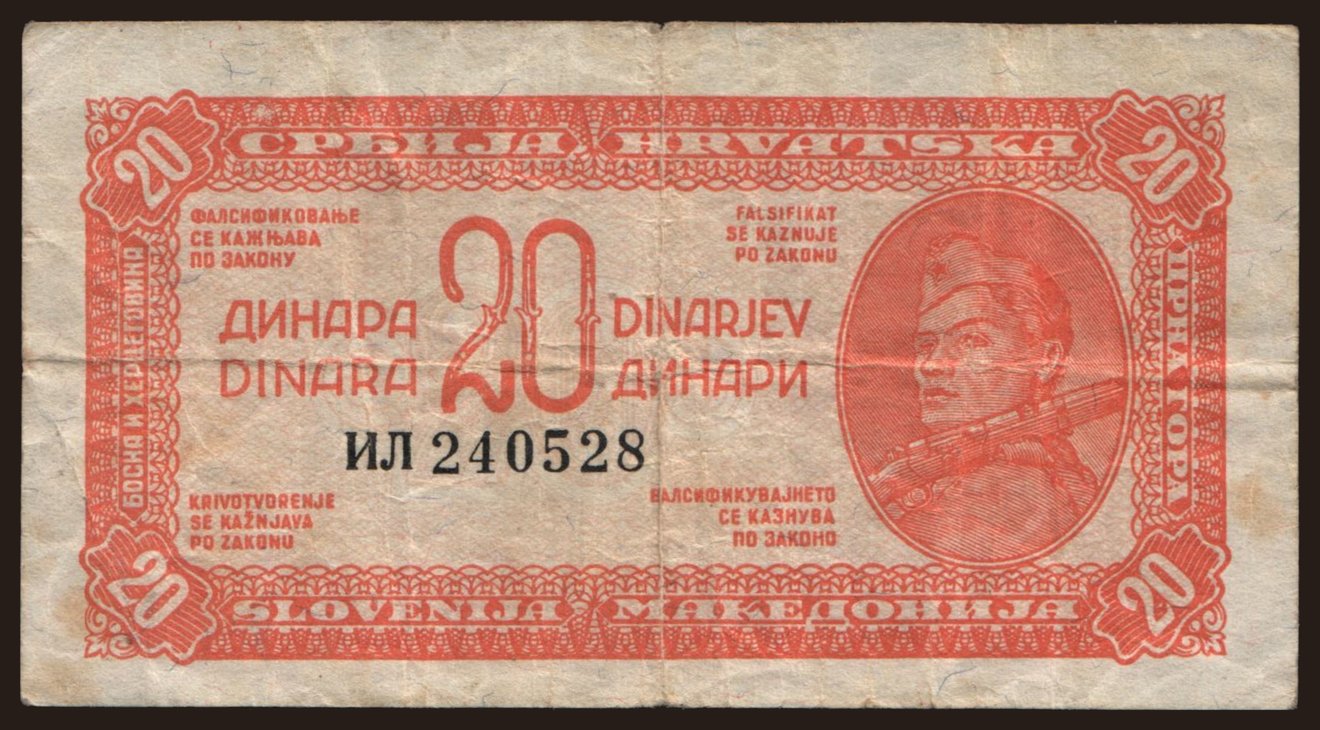 20
СРБИЈА HRVATSKA
20
ФАЛСИФИКОВАЊЕ
СЕ КАЖЊАВА
ПО ЗАКОНУ
FALSIFIKAT
SE KAZNUJE
PO ZAKONU
БОСНА И ХЕРЦЕГОВИНА
ДИНАРА
DINARA
20
DINARJEV
ДИНАРИ
ЦРНА ГОРА
ИЛ 240528
KRIVOTVORENJE
SE KAŽNJAVA
PO ZAKONU
ВАЛСИФИКУВАЈНЕТО
СЕ КАЗНУВА
ПО ЗАКОНО
20
SLOVENIJA МАКЕДОНИЈА
20